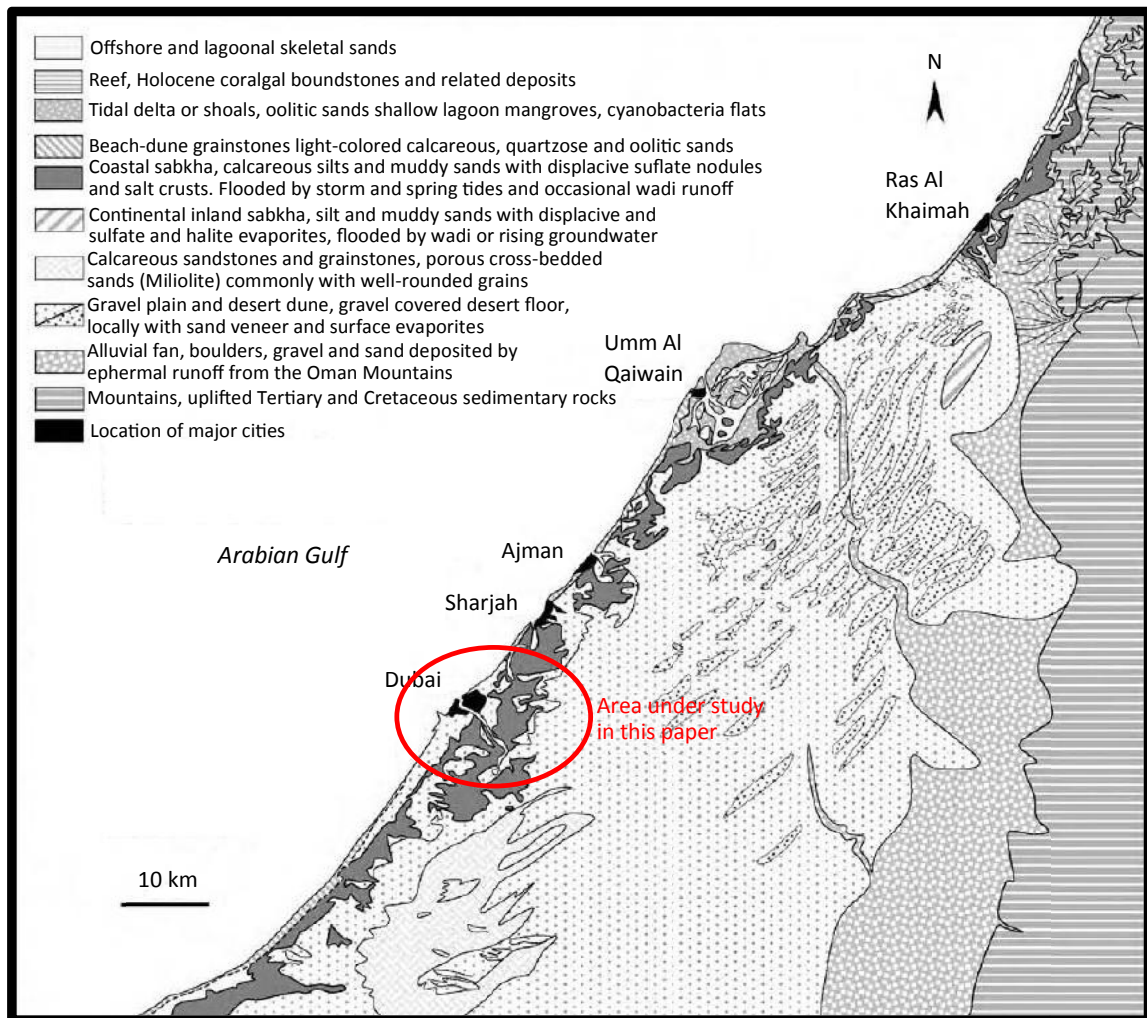 Offshore and lagoonal skeletal sands
Reef, Holocene coralgal boundstones and related deposits
Tidal delta or shoals, oolitic sands shallow lagoon mangroves, cyanobacteria flats
Beach-dune grainstones light-colored calcareous, quartzose and oolitic sands
Coastal sabkha, calcareous silts and muddy sands with displacive suflate nodules
and salt crusts. Flooded by storm and spring tides and occasional wadi runoff
Continental inland sabkha, silt and muddy sands with displacive and
sulfate and halite evaporites, flooded by wadi or rising groundwater
Calcareous sandstones and grainstones, porous cross-bedded
sands (Miliolite) commonly with well-rounded grains
Gravel plain and desert dune, gravel covered desert floor,
locally with sand veneer and surface evaporites
Alluvial fan, boulders, gravel and sand deposited by
ephermal runoff from the Oman Mountains
Mountains, uplifted Tertiary and Cretaceous sedimentary rocks
Location of major cities
N
Ras Al
Khaimah
Umm Al
Qaiwain
Arabian Gulf
Ajman
Sharjah
Dubai
Area under study
in this paper
10 km